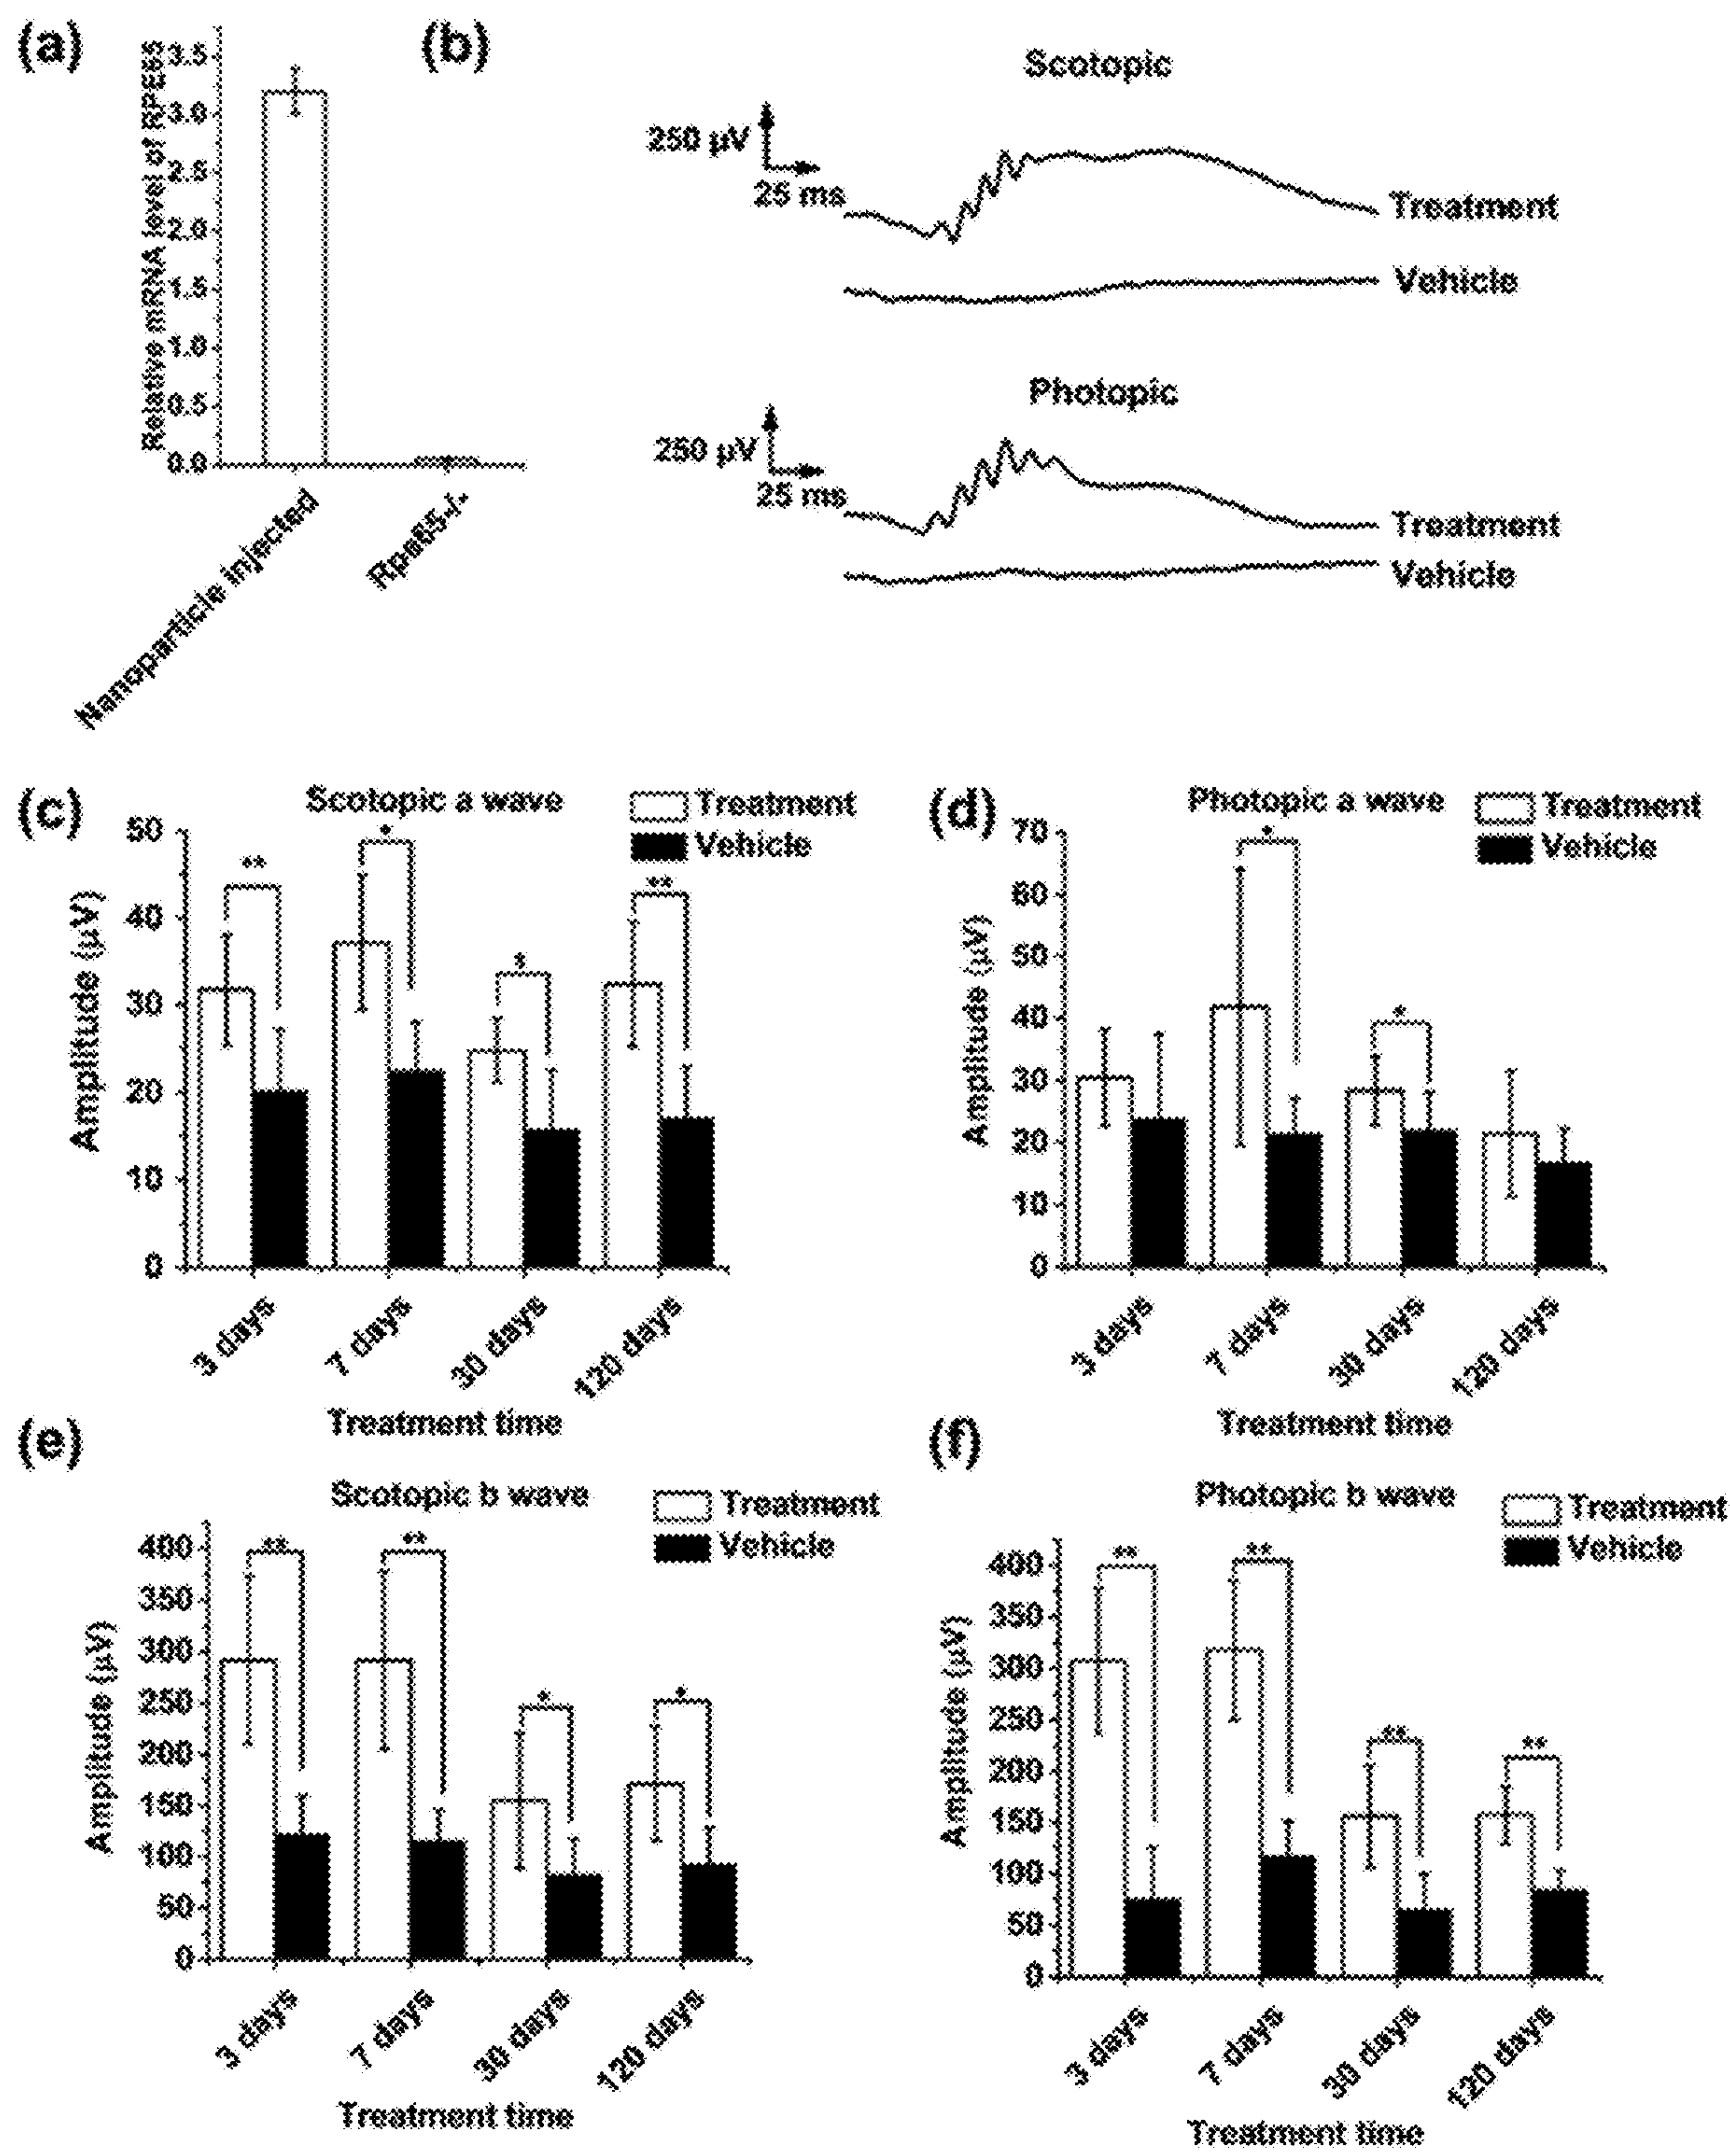 (a)
Relative mRNA level of RPE65
3.5
3.0
2.5
2.0
1.5
1.0
0.5
0.0
Nanoparticle injected
Rpe65-/-
(b)
Scotopic
250 µV
25 ms
Treatment
Vehicle
Photopic
250 µV
25 ms
Treatment
Vehicle
(c)
Scotopic a wave
Treatment
Vehicle
Amplitude (µV)
50
40
30
20
10
0
** * * **
3 days
7 days
30 days
120 days
Treatment time
(d)
Photopic a wave
Treatment
Vehicle
Amplitude (µV)
70
60
50
40
30
20
10
0
* *
3 days
7 days
30 days
120 days
Treatment time
(e)
Scotopic b wave
Treatment
Vehicle
Amplitude (µV)
400
350
300
250
200
150
100
50
0
** ** * *
3 days
7 days
30 days
120 days
Treatment time
(f)
Photopic b wave
Treatment
Vehicle
Amplitude (µV)
400
350
300
250
200
150
100
50
0
** ** ** **
3 days
7 days
30 days
120 days
Treatment time